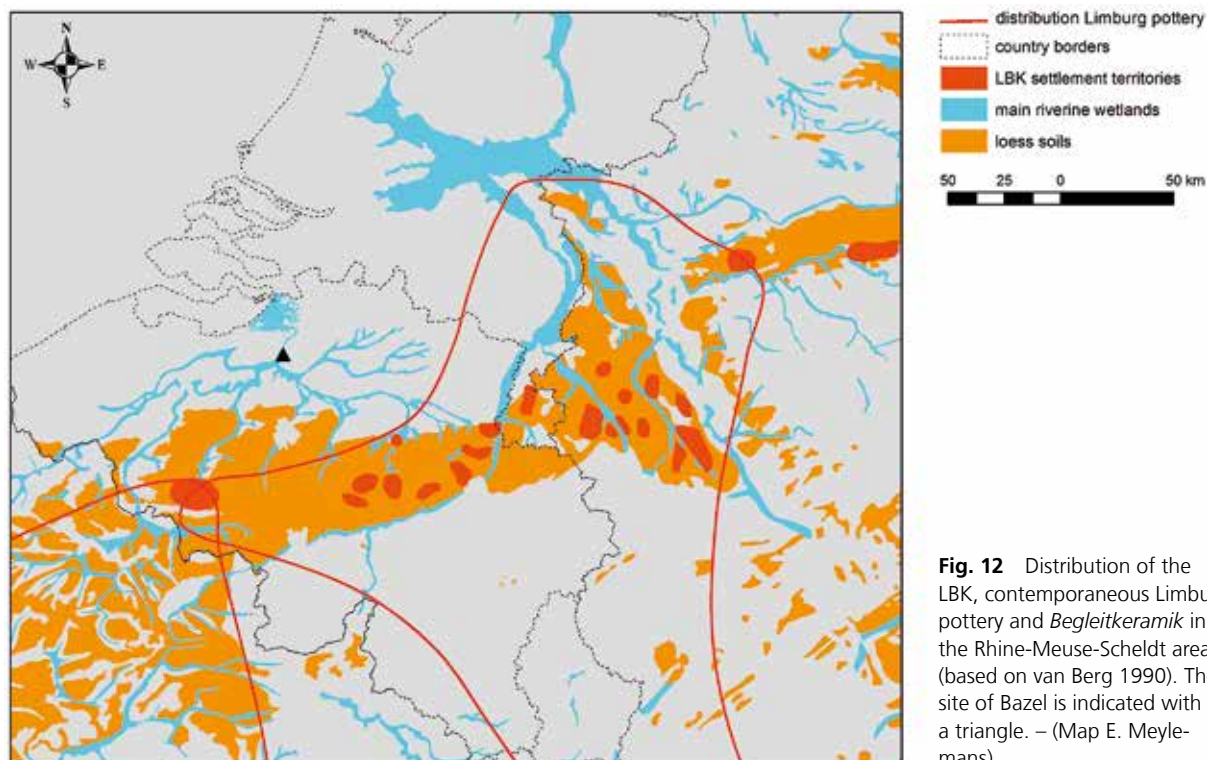 N
W E
S
distribution Limburg pottery
country borders
LBK settlement territories
main riverine wetlands
loess soils
50 25 0 50 km
Fig. 12 Distribution of the
LBK, contemporaneous Limbu
pottery and Begleitkeramik in
the Rhine-Meuse-Scheldt area
(based on van Berg 1990). Th
site of Bazel is indicated with
a triangle. – (Map E. Meyle-
mans)